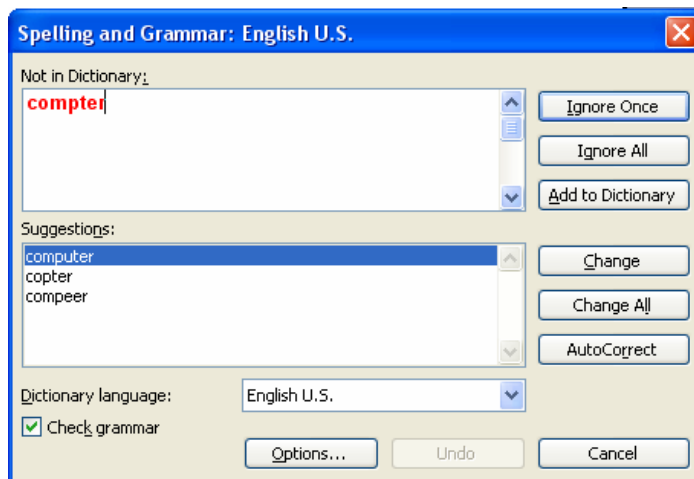 Spelling and Grammar: English U.S.
Not in Dictionary:
compter
Ignore Once
Ignore All
Add to Dictionary
Suggestions:
computer
copter
compeer
Change
Change All
AutoCorrect
Dictionary language:
English U.S.
Check grammar
Options...
Undo
Cancel